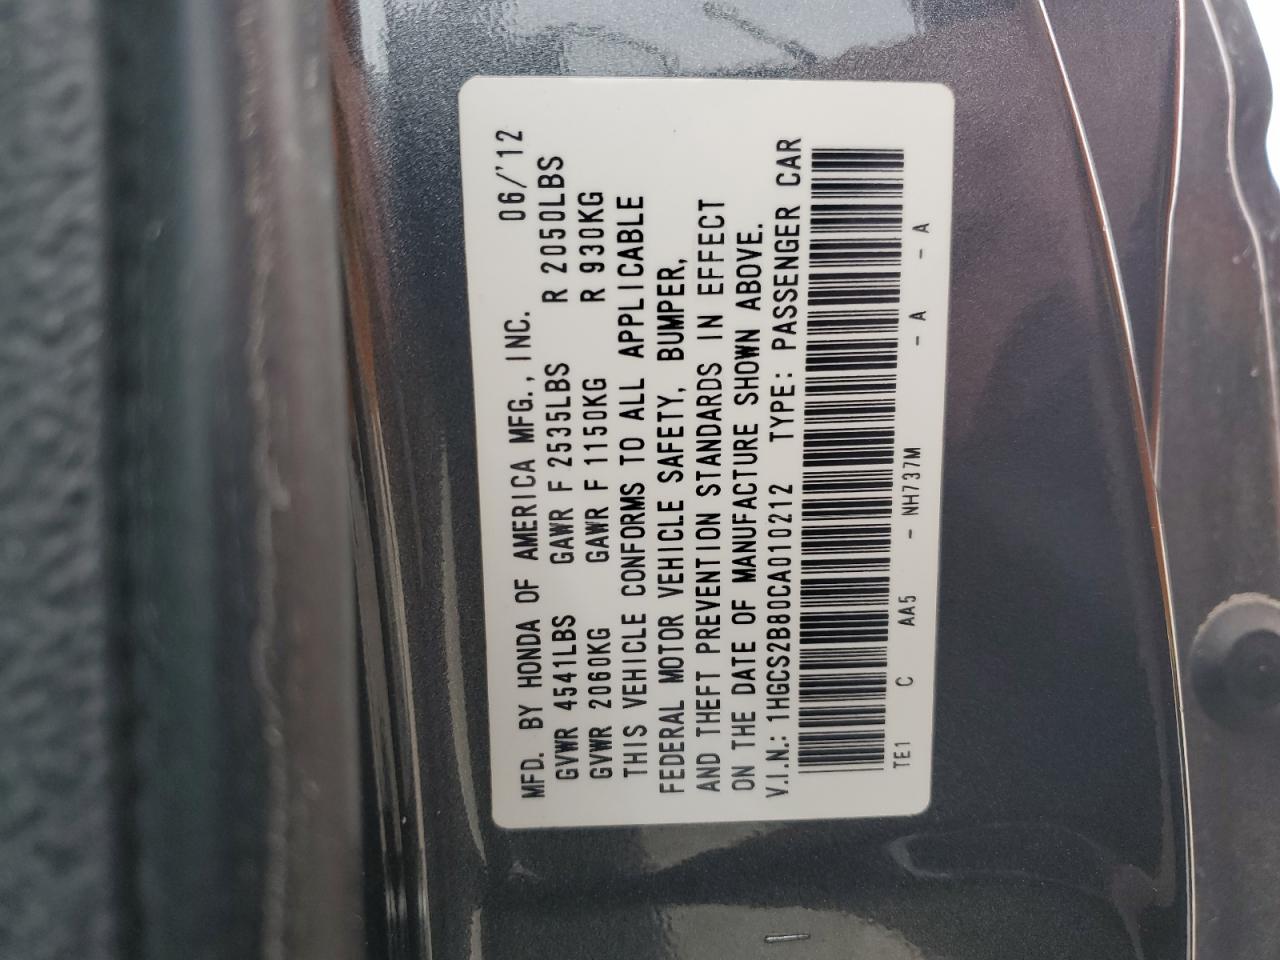 MFD. BY HONDA OF AMERICA MFG., INC. 06/'12
GVWR 4541LBS GAWR F 2535LBS R 2050LBS
GVWR 2060KG GAWR F 1150KG R 930KG
THIS VEHICLE CONFORMS TO ALL APPLICABLE
FEDERAL MOTOR VEHICLE SAFETY, BUMPER,
AND THEFT PREVENTION STANDARDS IN EFFECT
ON THE DATE OF MANUFACTURE SHOWN ABOVE.
V.I.N.: 1HGCS2B80CA010212 TYPE: PASSENGER CAR
TE1 C AA5 - NH737M - A - A